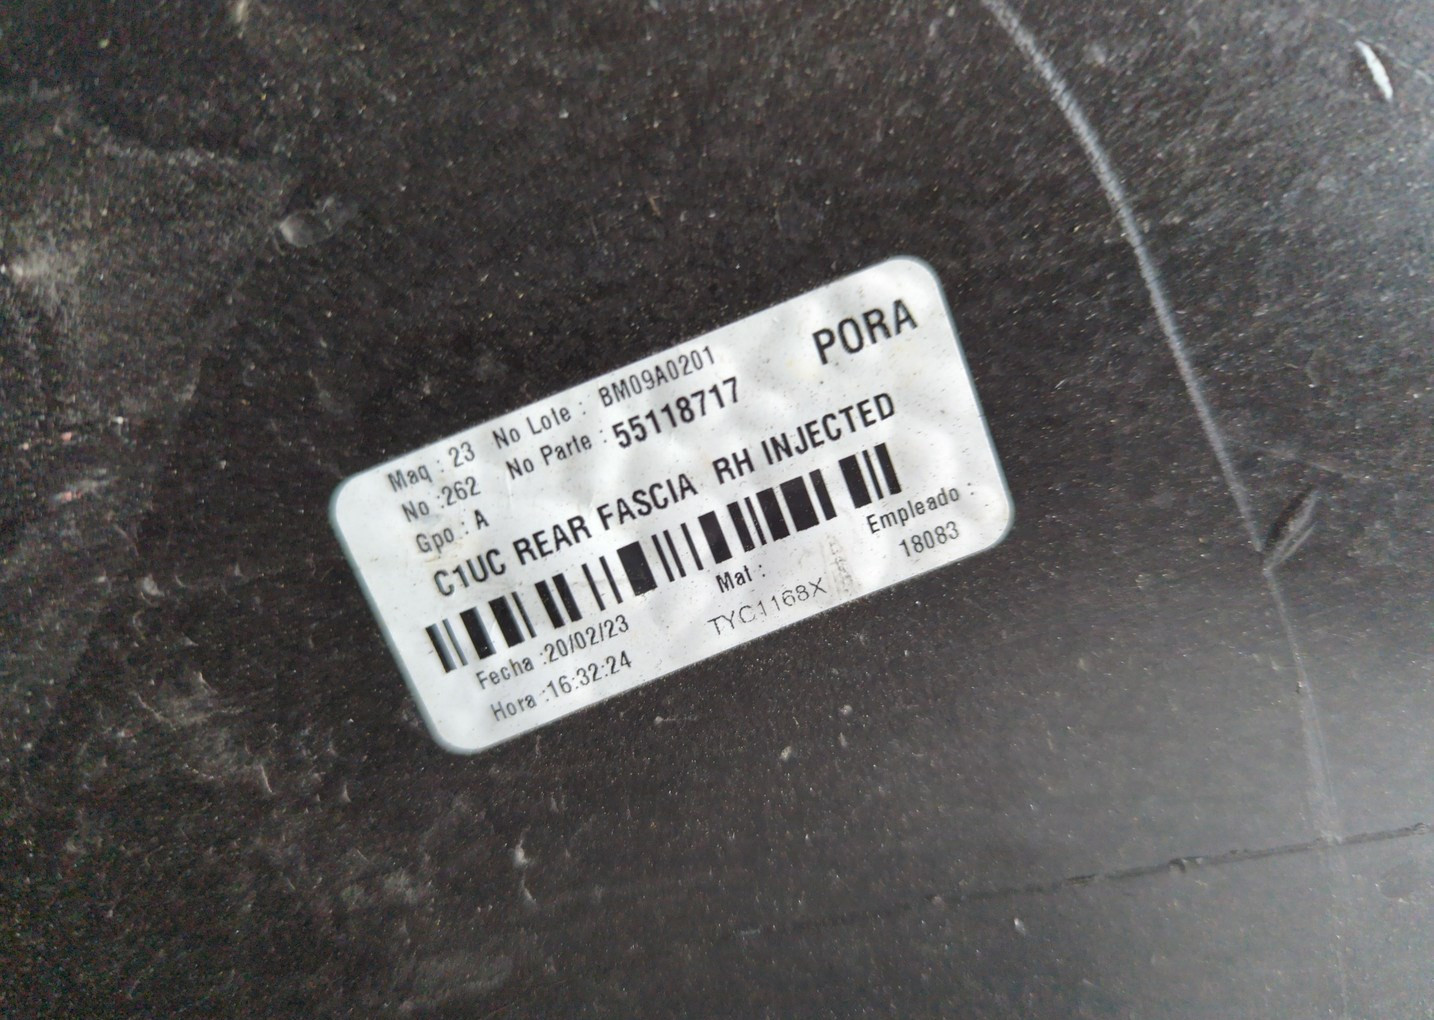 Maq : 23 No Lote : BM09A0201
PORA
No :262 No Parte : 55118717
Gpo : A
C1UC REAR FASCIA RH INJECTED
Fecha :20/02/23 Mat : Empleado :
Hora :16:32:24 TYC1168X 18083